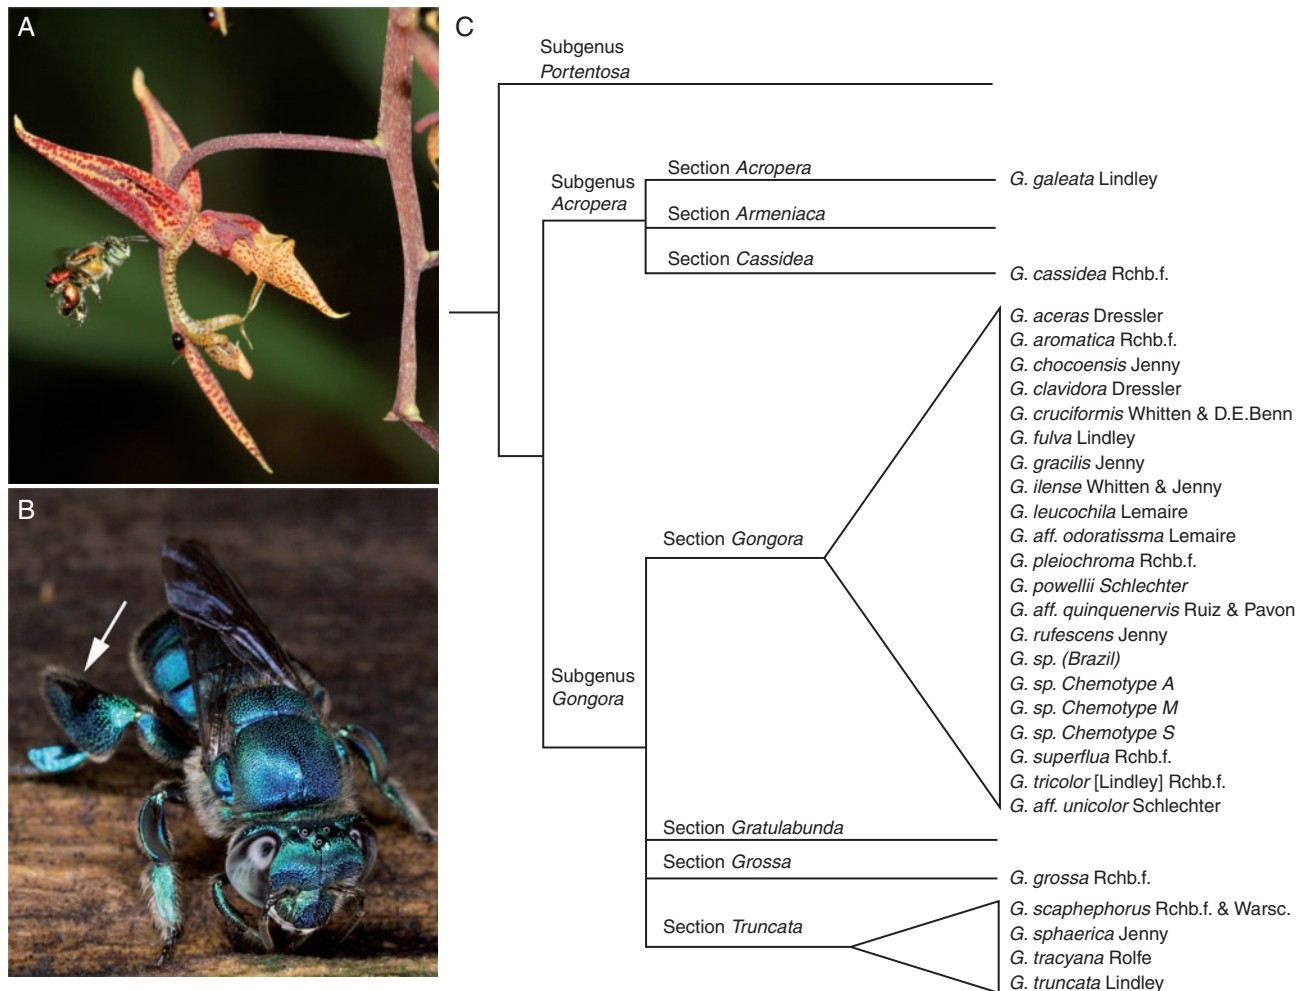 A
B
C
Subgenus
Portentosa
Subgenus
Acropera
Section Acropera
G. galeata Lindley
Section Armeniaca
Section Cassidea
G. cassidea Rchb.f.
Subgenus
Gongora
Section Gongora
G. aceras Dressler
G. aromatica Rchb.f.
G. chocoensis Jenny
G. clavidora Dressler
G. cruciformis Whitten & D.E.Benn
G. fulva Lindley
G. gracilis Jenny
G. ilense Whitten & Jenny
G. leucochila Lemaire
G. aff. odoratissma Lemaire
G. pleiochroma Rchb.f.
G. powellii Schlechter
G. aff. quinquenervis Ruiz & Pavon
G. rufescens Jenny
G. sp. (Brazil)
G. sp. Chemotype A
G. sp. Chemotype M
G. sp. Chemotype S
G. superflua Rchb.f.
G. tricolor [Lindley] Rchb.f.
G. aff. unicolor Schlechter
Section Gratulabunda
Section Grossa
G. grossa Rchb.f.
Section Truncata
G. scaphephorus Rchb.f. & Warsc.
G. sphaerica Jenny
G. tracyana Rolfe
G. truncata Lindley